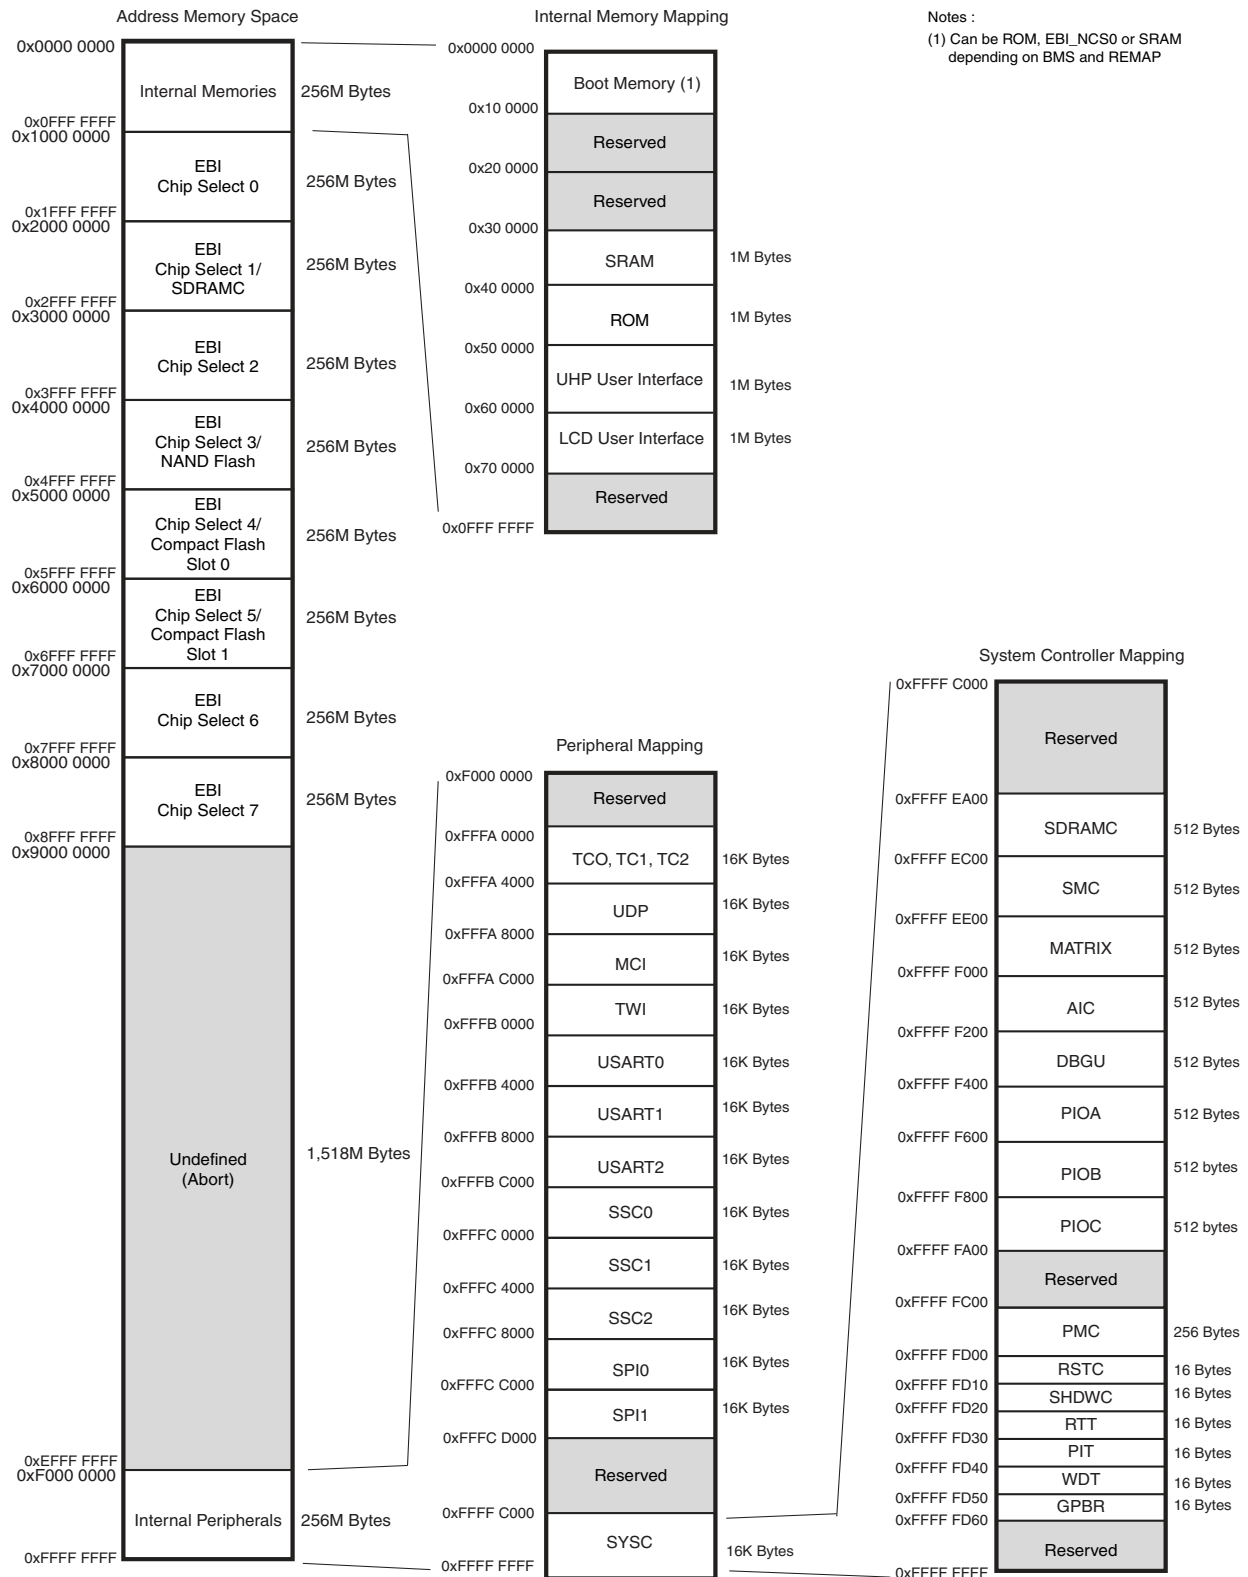 Address Memory Space
0x0000 0000
Internal Memories
256M Bytes
0x0FFF FFFF
0x1000 0000
EBI
Chip Select 0
256M Bytes
0x1FFF FFFF
0x2000 0000
EBI
Chip Select 1/
SDRAMC
256M Bytes
0x2FFF FFFF
0x3000 0000
EBI
Chip Select 2
256M Bytes
0x3FFF FFFF
0x4000 0000
EBI
Chip Select 3/
NAND Flash
256M Bytes
0x4FFF FFFF
0x5000 0000
EBI
Chip Select 4/
Compact Flash
Slot 0
256M Bytes
0x5FFF FFFF
0x6000 0000
EBI
Chip Select 5/
Compact Flash
Slot 1
256M Bytes
0x6FFF FFFF
0x7000 0000
EBI
Chip Select 6
256M Bytes
0x7FFF FFFF
0x8000 0000
EBI
Chip Select 7
256M Bytes
0x8FFF FFFF
0x9000 0000
Undefined
(Abort)
1,518M Bytes
0xEFFF FFFF
0xF000 0000
Internal Peripherals
256M Bytes
0xFFFF FFFF
Internal Memory Mapping
0x0000 0000
Boot Memory (1)
0x10 0000
Reserved
0x20 0000
Reserved
0x30 0000
SRAM
1M Bytes
0x40 0000
ROM
1M Bytes
0x50 0000
UHP User Interface
1M Bytes
0x60 0000
LCD User Interface
1M Bytes
0x70 0000
Reserved
0x0FFF FFFF
Notes :
(1) Can be ROM, EBI_NCS0 or SRAM
depending on BMS and REMAP
Peripheral Mapping
0xF000 0000
Reserved
0xFFFA 0000
TCO, TC1, TC2
16K Bytes
0xFFFA 4000
UDP
16K Bytes
0xFFFA 8000
MCI
16K Bytes
0xFFFA C000
TWI
16K Bytes
0xFFFB 0000
USART0
16K Bytes
0xFFFB 4000
USART1
16K Bytes
0xFFFB 8000
USART2
16K Bytes
0xFFFB C000
SSC0
16K Bytes
0xFFFC 0000
SSC1
16K Bytes
0xFFFC 4000
SSC2
16K Bytes
0xFFFC 8000
SPI0
16K Bytes
0xFFFC C000
SPI1
16K Bytes
0xFFFC D000
Reserved
0xFFFF C000
SYSC
16K Bytes
0xFFFF FFFF
System Controller Mapping
0xFFFF C000
Reserved
0xFFFF EA00
SDRAMC
512 Bytes
0xFFFF EC00
SMC
512 Bytes
0xFFFF EE00
MATRIX
512 Bytes
0xFFFF F000
AIC
512 Bytes
0xFFFF F200
DBGU
512 Bytes
0xFFFF F400
PIOA
512 Bytes
0xFFFF F600
PIOB
512 bytes
0xFFFF F800
PIOC
512 bytes
0xFFFF FA00
Reserved
0xFFFF FC00
PMC
256 Bytes
0xFFFF FD00
RSTC
16 Bytes
0xFFFF FD10
SHDWC
16 Bytes
0xFFFF FD20
RTT
16 Bytes
0xFFFF FD30
PIT
16 Bytes
0xFFFF FD40
WDT
16 Bytes
0xFFFF FD50
GPBR
16 Bytes
0xFFFF FD60
Reserved
0xFFFF FFFF